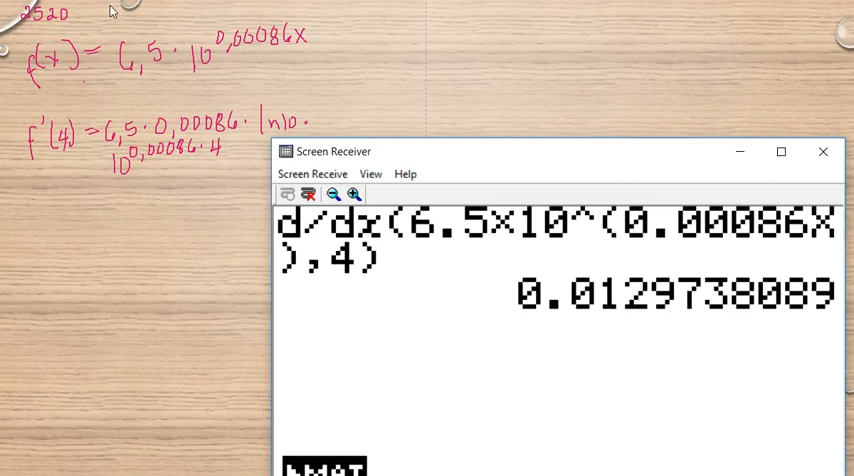 2520
f(x) = 6,5 · 10^0,00086x
f'(4) = 6,5 · 0,00086 · ln10 ·
10^0,00086·4
Screen Receiver
Screen Receive View Help
d/dx(6.5×10^(0.00086X
),4)
0.0129738089